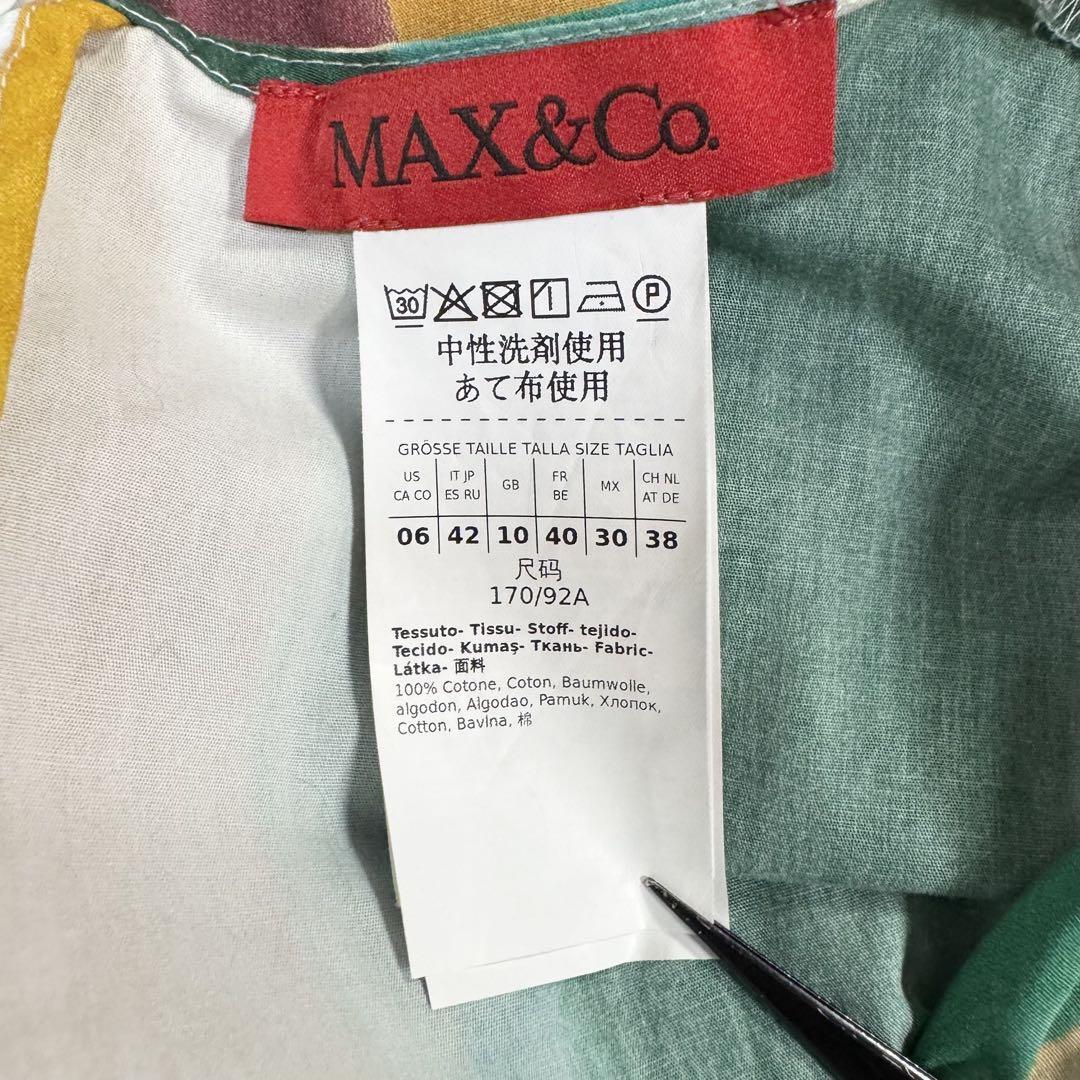 MAX&Co.
30 P
中性洗剤使用
あて布使用
GRÖSSE TAILLE TALLA SIZE TAGLIA
US IT JP GB FR MX CH NL
CA CO ES RU BE AT DE
06 42 10 40 30 38
尺码
170/92A
Tessuto- Tissu- Stoff- tejido-
Tecido- Kumaş- Ткань- Fabric-
Látka- 面料
100% Cotone, Coton, Baumwolle,
algodon, Algodao, Pamuk, Хлопок,
Cotton, Bavlna, 棉